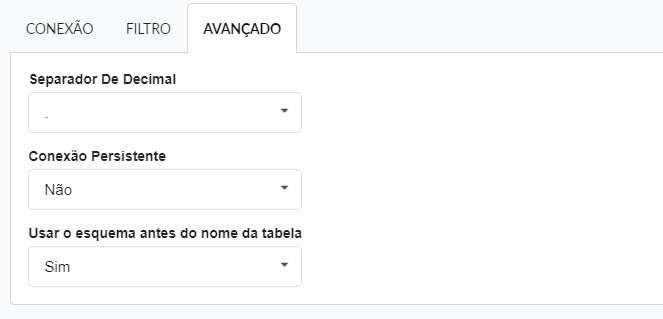 CONEXÃO FILTRO AVANÇADO
Separador De Decimal
.
Conexão Persistente
Não
Usar o esquema antes do nome da tabela
Sim